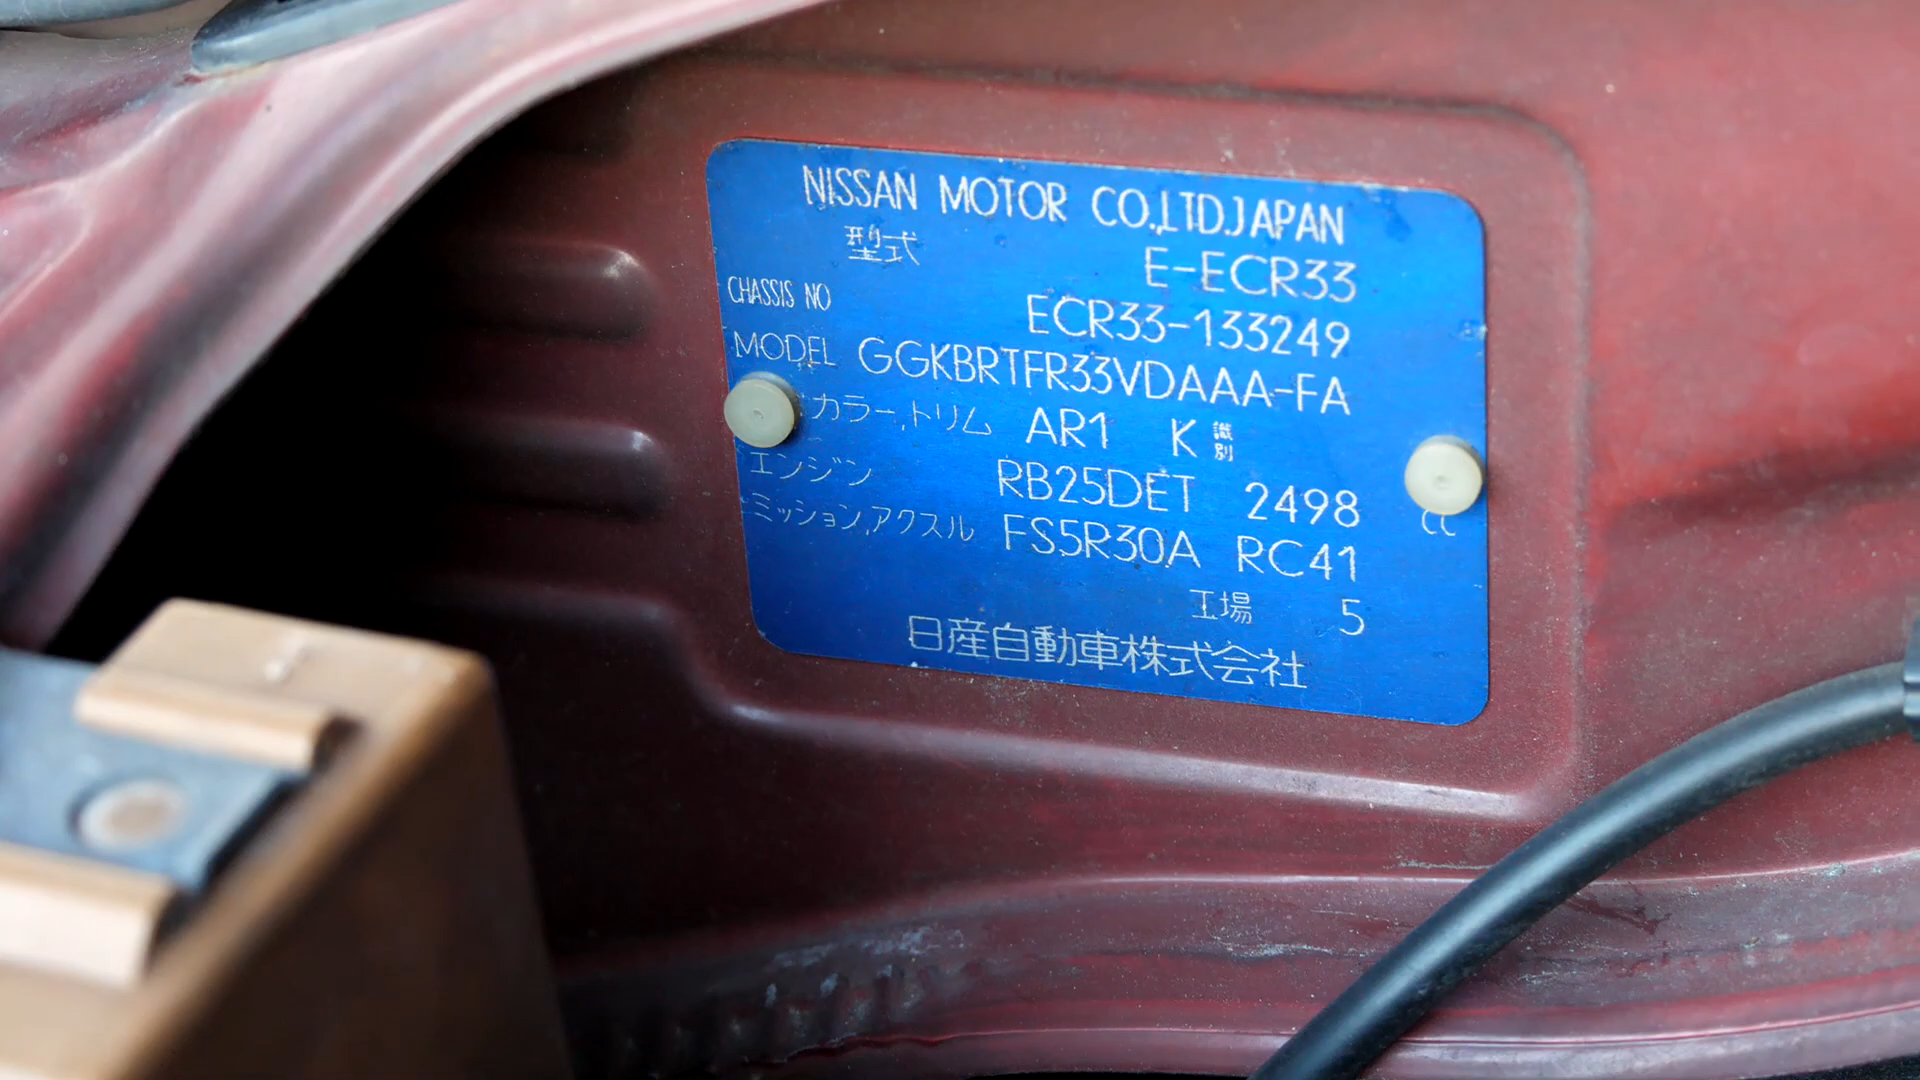 NISSAN MOTOR CO.,LTD.JAPAN
型式 E-ECR33
CHASSIS NO ECR33-133249
MODEL GGKBRTFR33VDAAA-FA
カラー,トリム AR1 K 識別
エンジン RB25DET 2498 cc
ミッション,アクスル FS5R30A RC41
工場 5
日産自動車株式会社